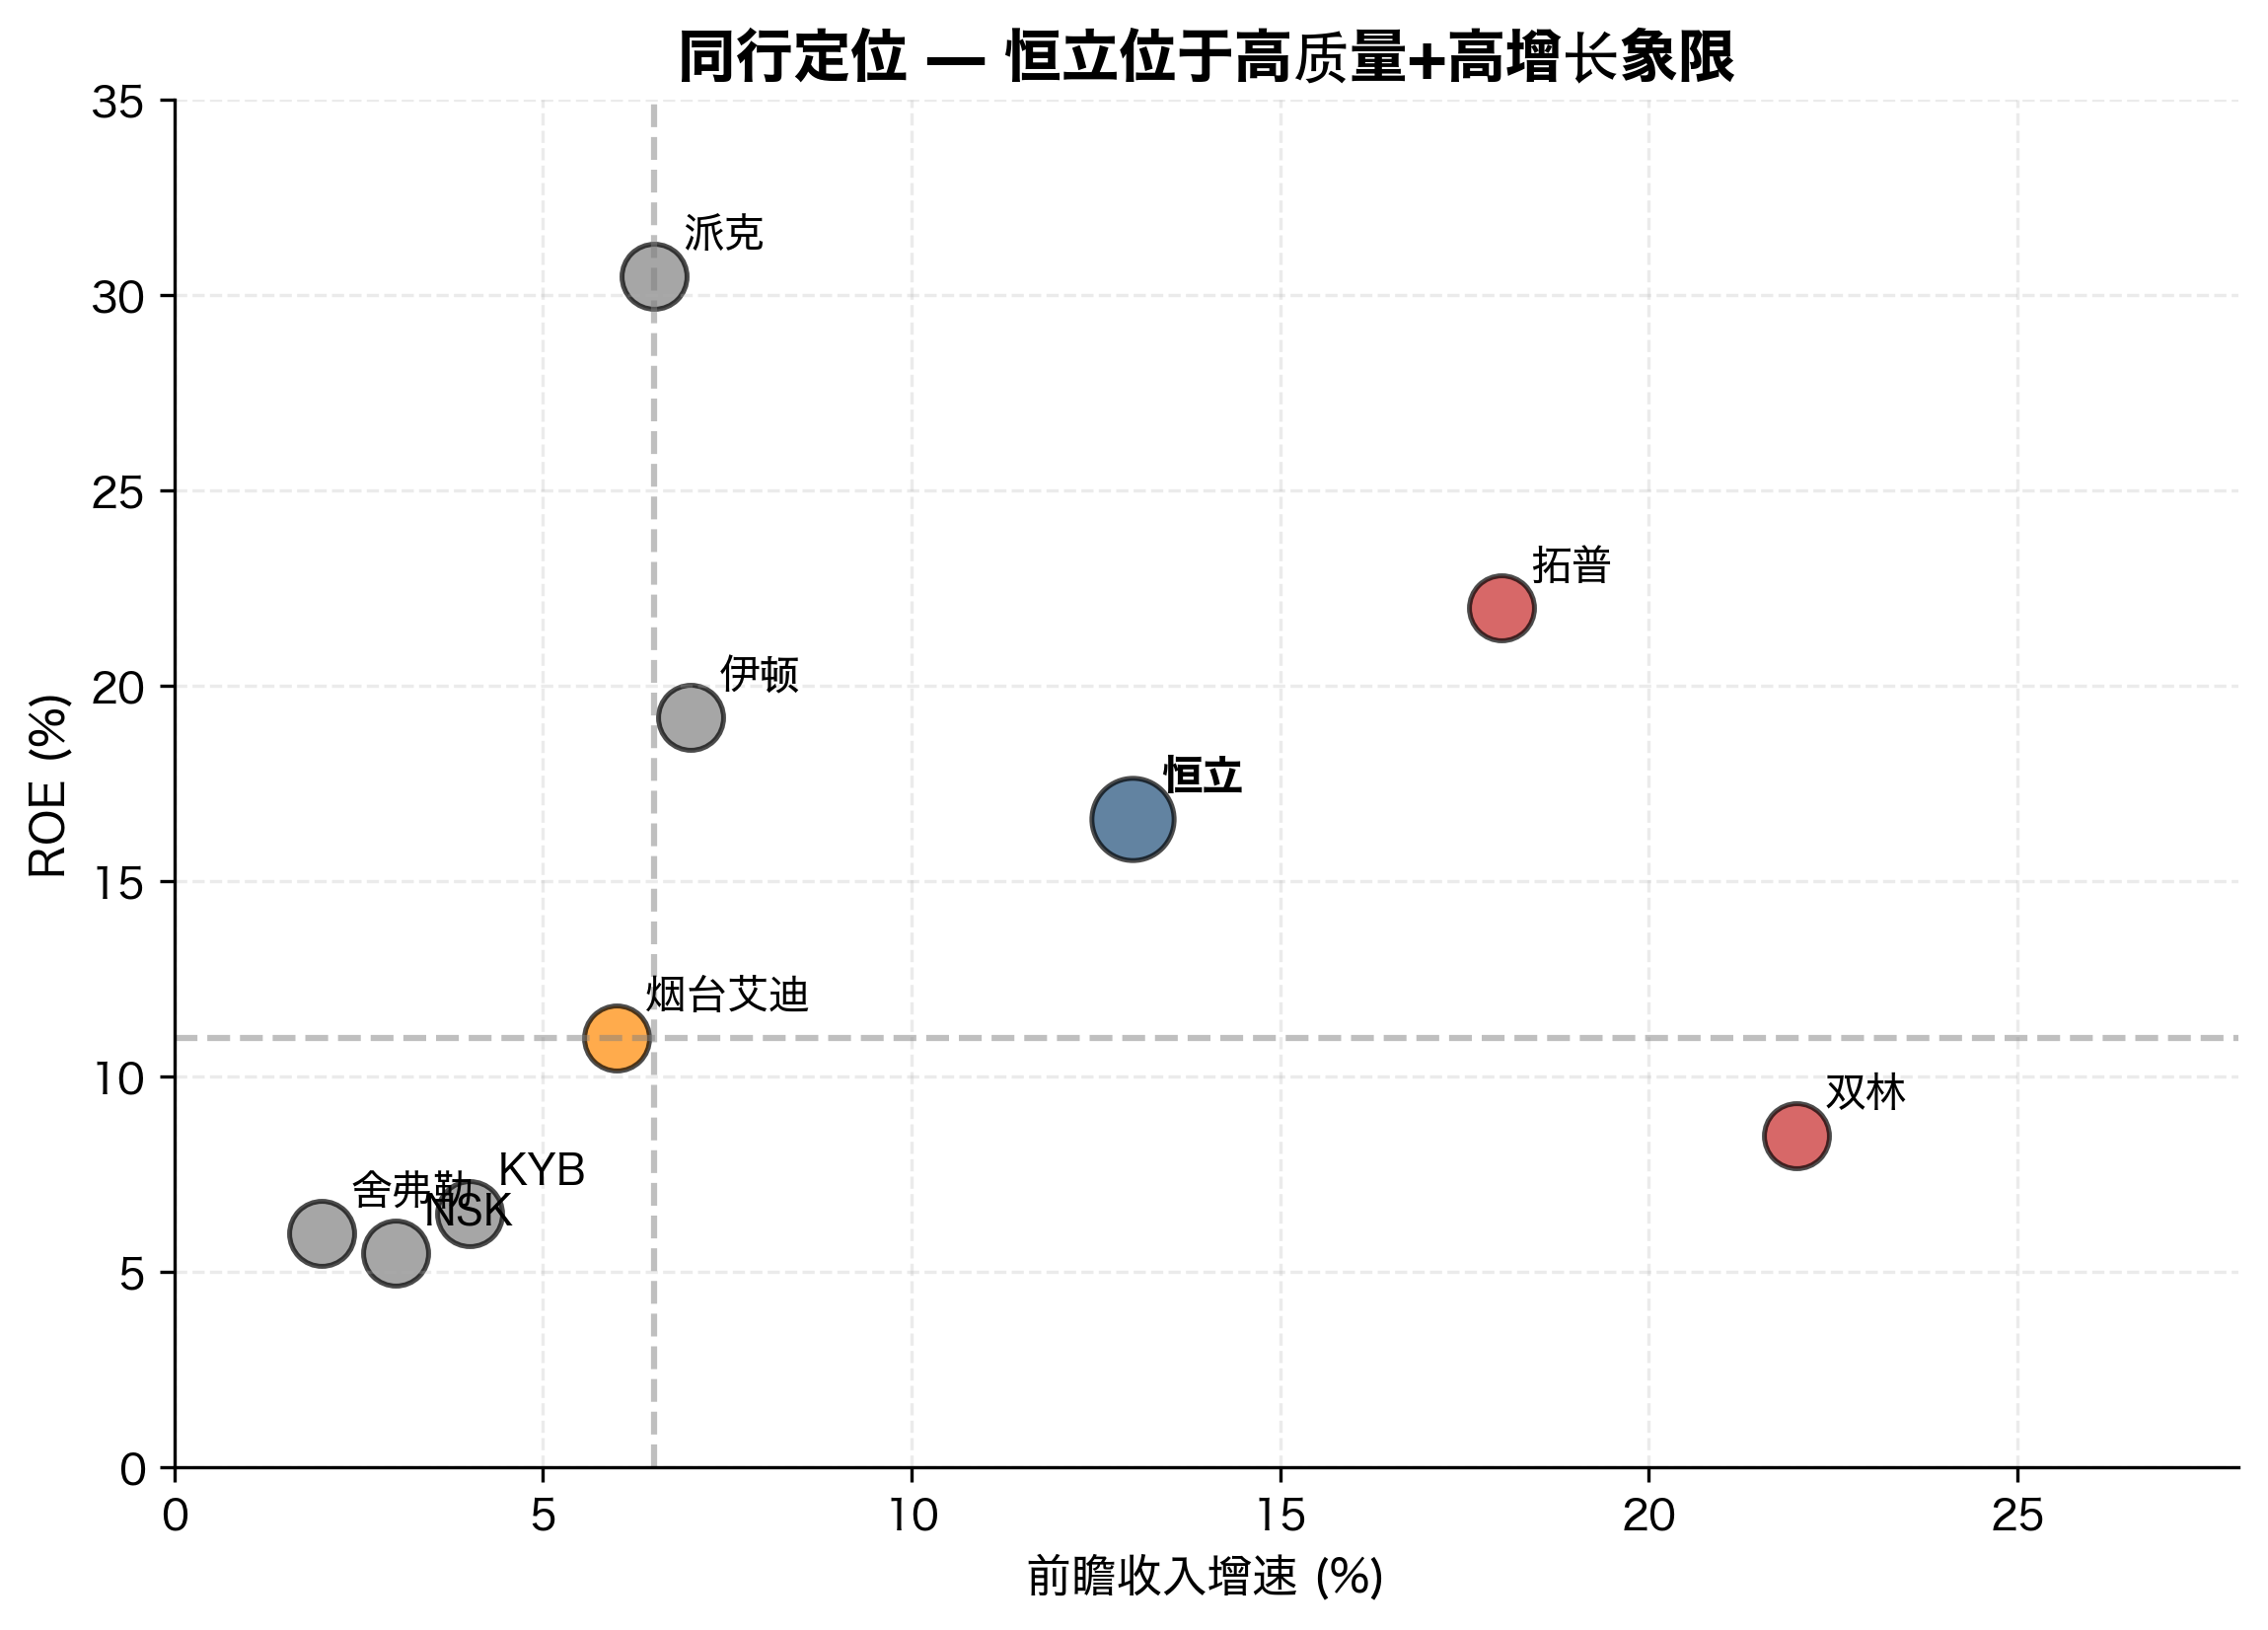 同行定位 — 恒立位于高质量+高增长象限
35
30
25
20
15
10
5
0
ROE (%)
派克
拓普
伊顿
恒立
烟台艾迪
双林
KYB
舍弗勒
NSK
0
5
10
15
20
25
前瞻收入增速 (%)